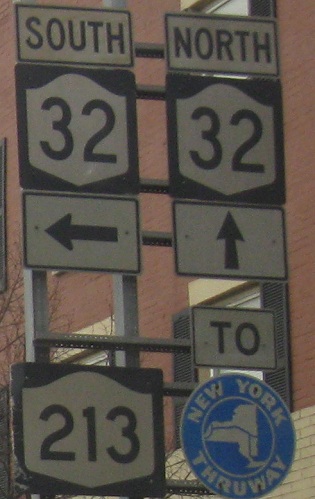 SOUTH
32
NORTH
32
TO
213
NEW YORK
THRUWAY